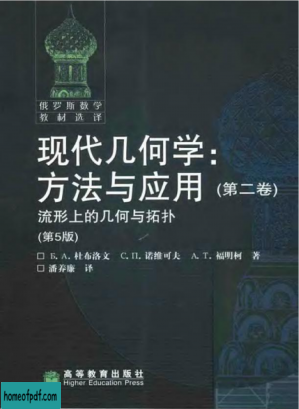 俄罗斯数学
教材选译
现代几何学：
方法与应用（第二卷）
流形上的几何与拓扑
(第5版)
□Б.А.杜布洛文 С.П.诺维可夫 А.Т.福明柯 著
□潘养廉 译
高等教育出版社
Higher Education Press
homeofpdf.com